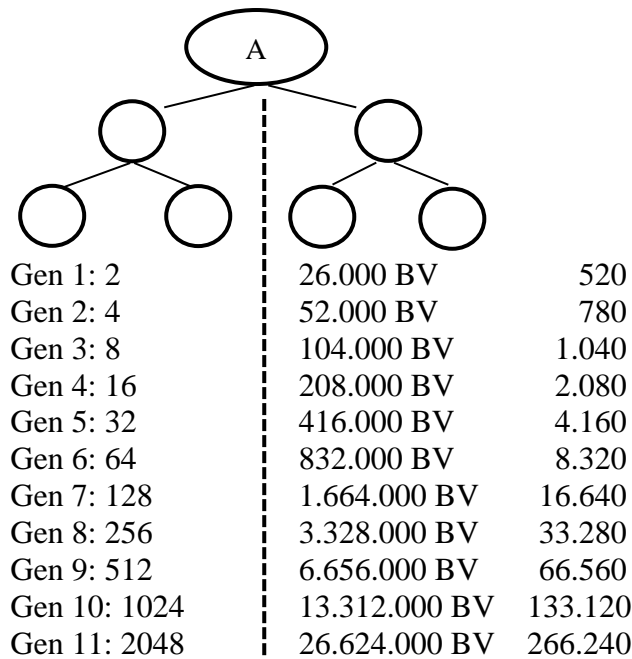 A
Gen 1: 2 26.000 BV 520
Gen 2: 4 52.000 BV 780
Gen 3: 8 104.000 BV 1.040
Gen 4: 16 208.000 BV 2.080
Gen 5: 32 416.000 BV 4.160
Gen 6: 64 832.000 BV 8.320
Gen 7: 128 1.664.000 BV 16.640
Gen 8: 256 3.328.000 BV 33.280
Gen 9: 512 6.656.000 BV 66.560
Gen 10: 1024 13.312.000 BV 133.120
Gen 11: 2048 26.624.000 BV 266.240